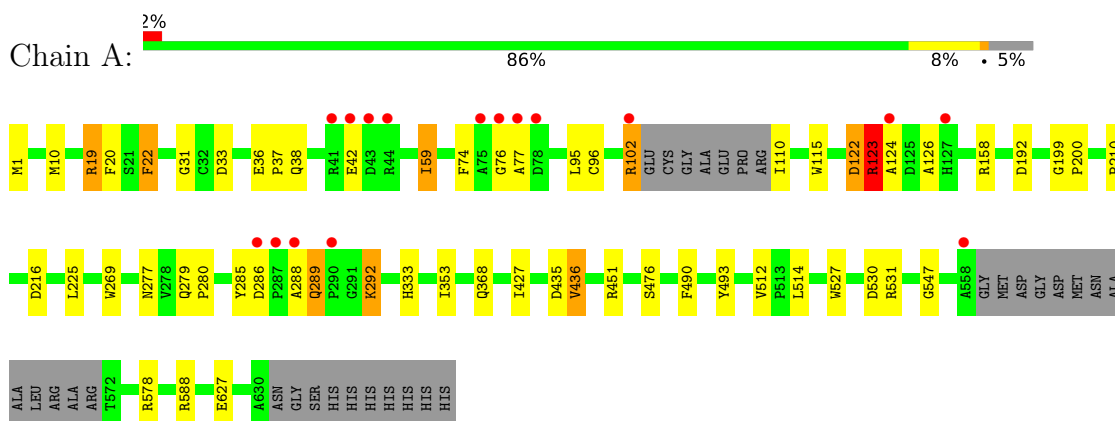 2%
Chain A:
86% 8% • 5%
M1 M10 R19 F20 S21 F22 G31 C32 D33 E36 P37 Q38 R41 E42 D43 R44 I59 F74 A75 G76 A77 D78 L95 C96 R102 GLU CYS GLY ALA GLU PRO ARG I110 W115 D122 R123 A124 D125 A126 H127 R158 D192 G199 P200
D216 L225 W269 N277 V278 Q279 P280 Y285 D286 P287 A288 Q289 P290 G291 K292 H333 I353 Q368 I427 D435 V436 R451 S476 F490 Y493 V512 P513 L514 W527 D530 R531 G547 A558 GLY MET ASP GLY ASP MET ASN ALA
ALA LEU ARG ALA ARG T572 R578 R588 E627 A630 ASN GLY SER HIS HIS HIS HIS HIS HIS